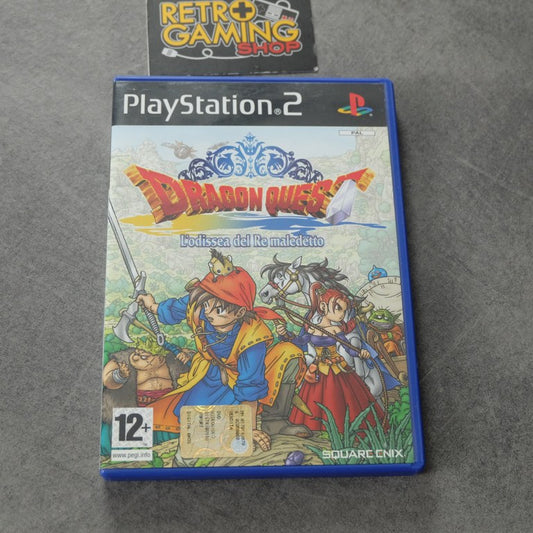 RETRO
GAMING
SHOP
PlayStation®2
PAL
DRAGON QUEST
L'odissea del Re maledetto
12+
www.pegi.info
SQUARE ENIX